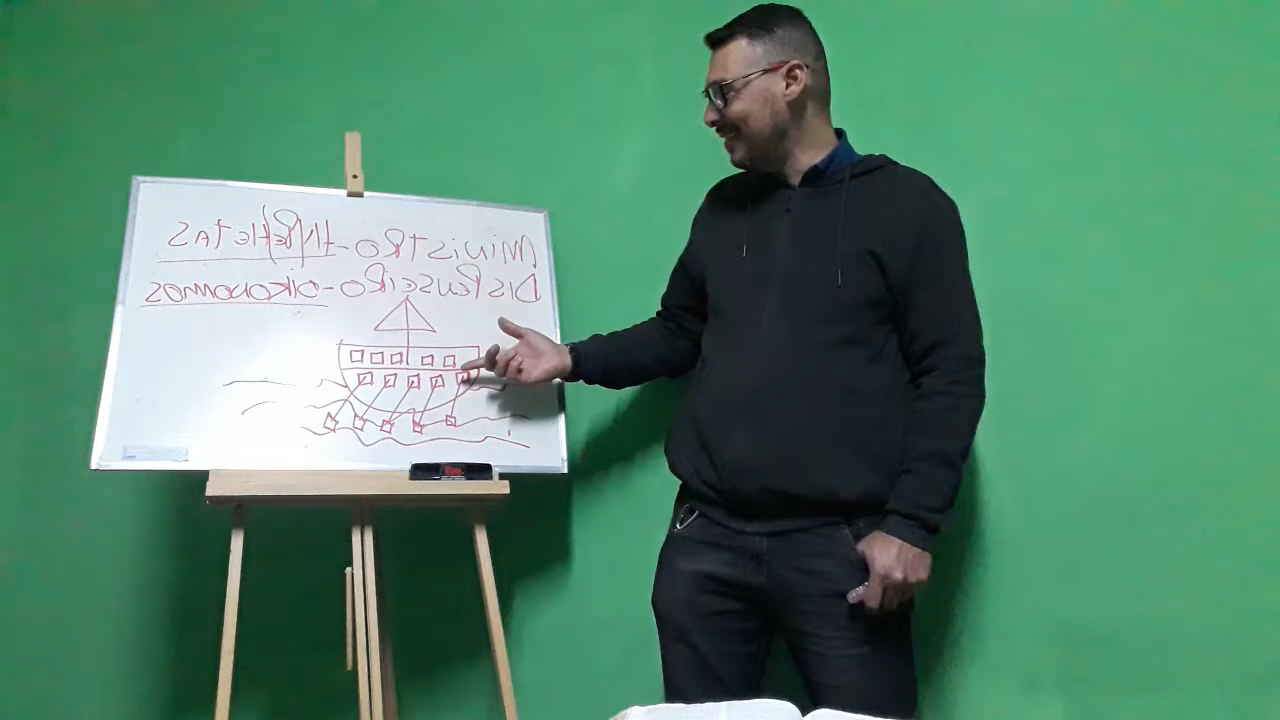 Ministro - Hyperetas
Dispenseiro - oikonomos